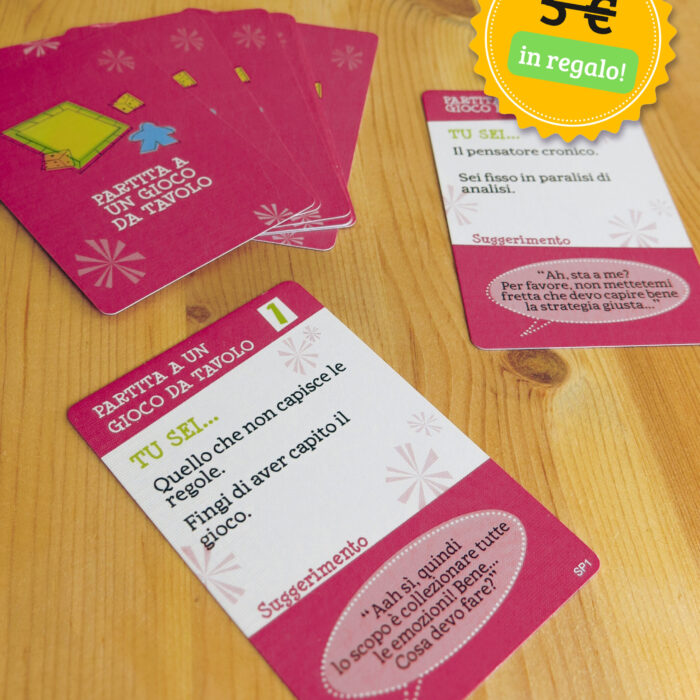 5 €
in regalo!
PARTITA A
UN GIOCO
DA TAVOLO
PARTITA A UN
TU SEI...
Il pensatore cronico.
Sei fisso in paralisi di
analisi.
Suggerimento
“Ah, sta a me?
Per favore, non mettetemi
fretta che devo capire bene
la strategia giusta...”
PARTITA A UN
GIOCO DA TAVOLO
1
TU SEI...
Quello che non capisce le
regole.
Fingi di aver capito il
gioco.
Suggerimento
“Aah sì, quindi
lo scopo è collezionare tutte
le emozioni! Bene...
Cosa devo fare?”
SP1